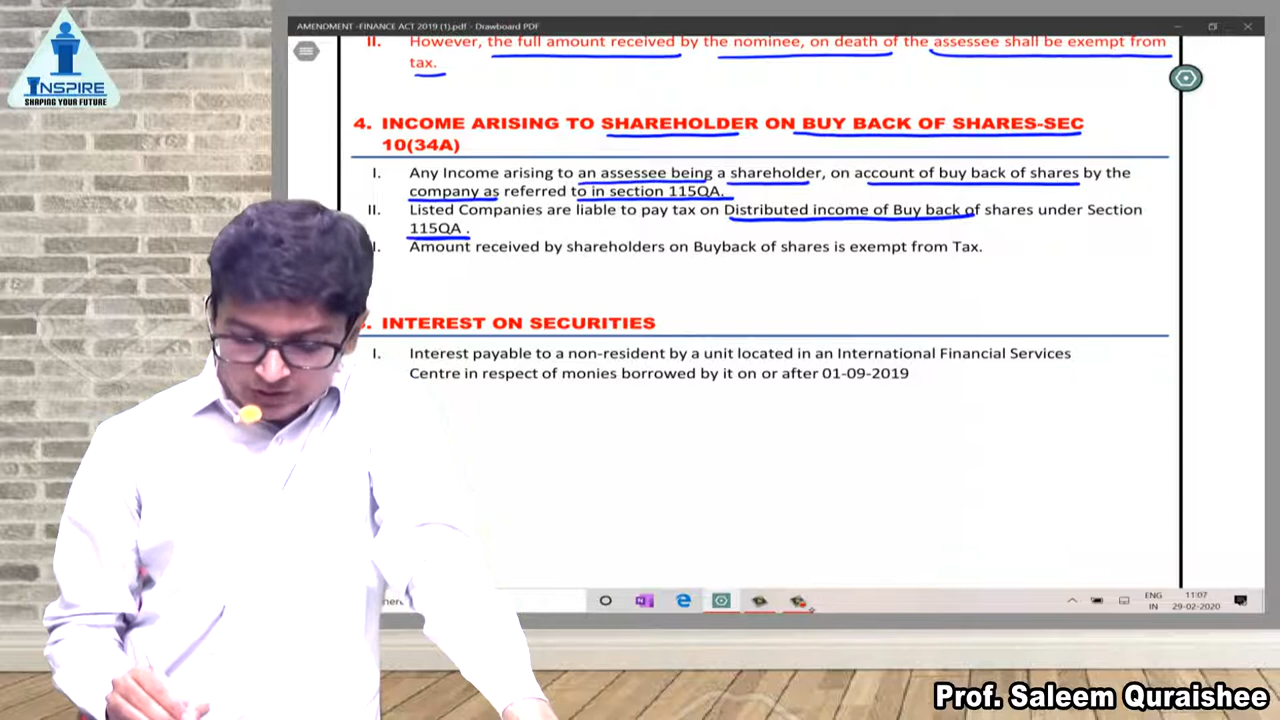 INSPIRE
SHAPING YOUR FUTURE
AMENDMENT -FINANCE ACT 2019 (1).pdf - Drawboard PDF
II. However, the full amount received by the nominee, on death of the assessee shall be exempt from
tax.
4. INCOME ARISING TO SHAREHOLDER ON BUY BACK OF SHARES-SEC
10(34A)
I. Any Income arising to an assessee being a shareholder, on account of buy back of shares by the
company as referred to in section 115QA.
II. Listed Companies are liable to pay tax on Distributed income of Buy back of shares under Section
115QA .
I. Amount received by shareholders on Buyback of shares is exempt from Tax.
. INTEREST ON SECURITIES
I. Interest payable to a non-resident by a unit located in an International Financial Services
Centre in respect of monies borrowed by it on or after 01-09-2019
ENG 11:07
IN 29-02-2020
Prof. Saleem Quraishee